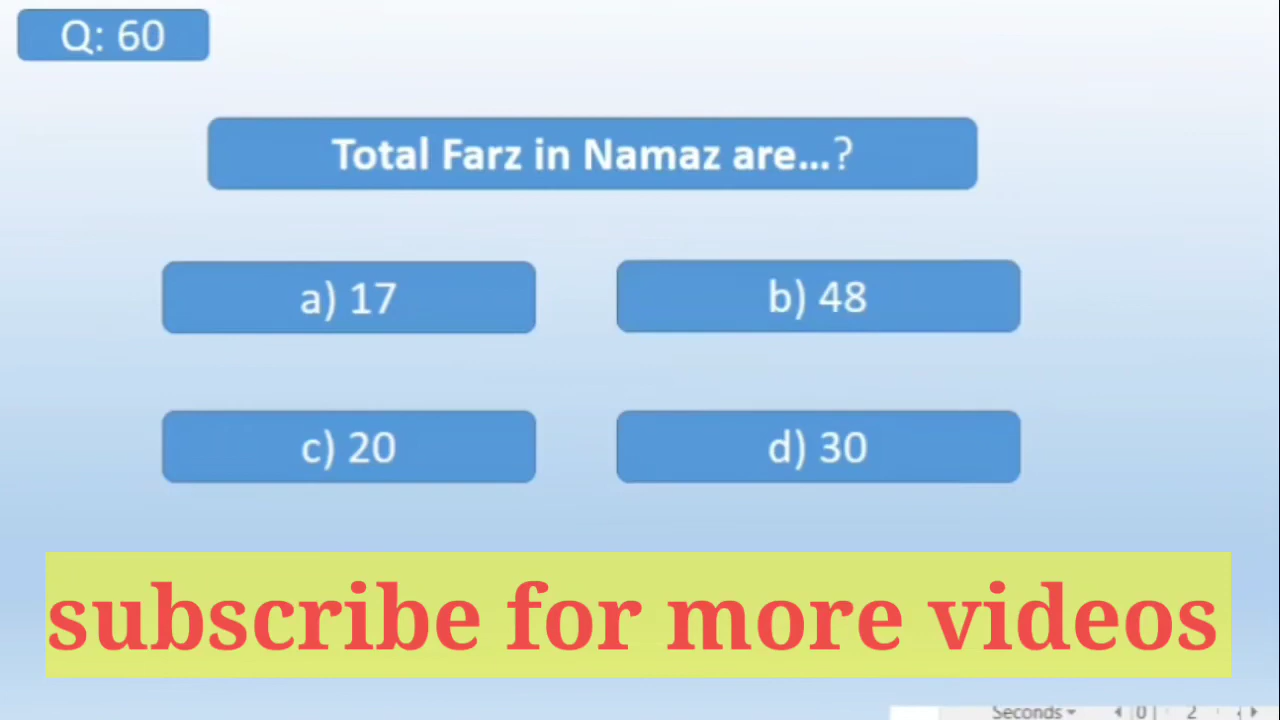 Q: 60
Total Farz in Namaz are...?
a) 17
b) 48
c) 20
d) 30
subscribe for more videos
Seconds